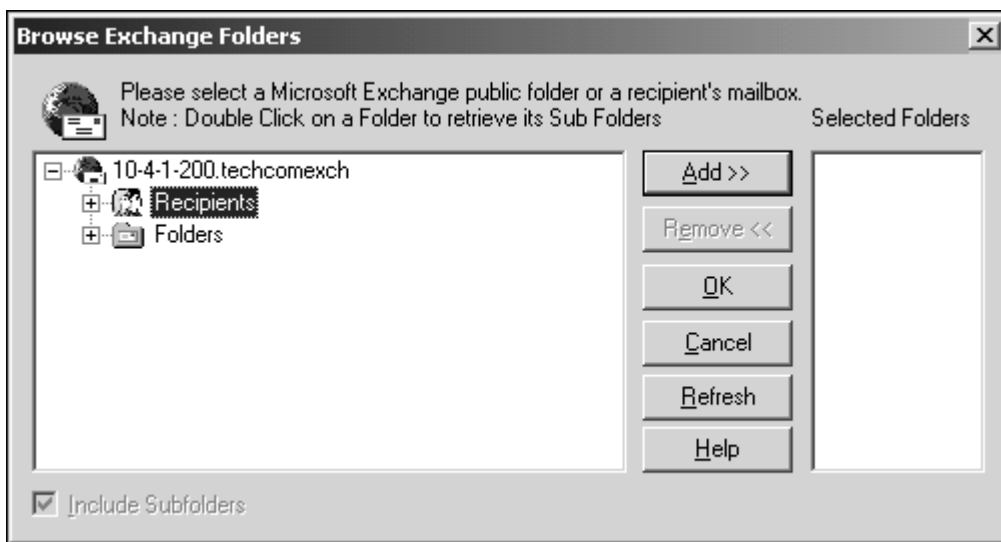 Browse Exchange Folders
Please select a Microsoft Exchange public folder or a recipient's mailbox.
Note : Double Click on a Folder to retrieve its Sub Folders
Selected Folders
10-4-1-200.techcomexch
Recipients
Folders
Add >>
Remove <<
OK
Cancel
Refresh
Help
Include Subfolders